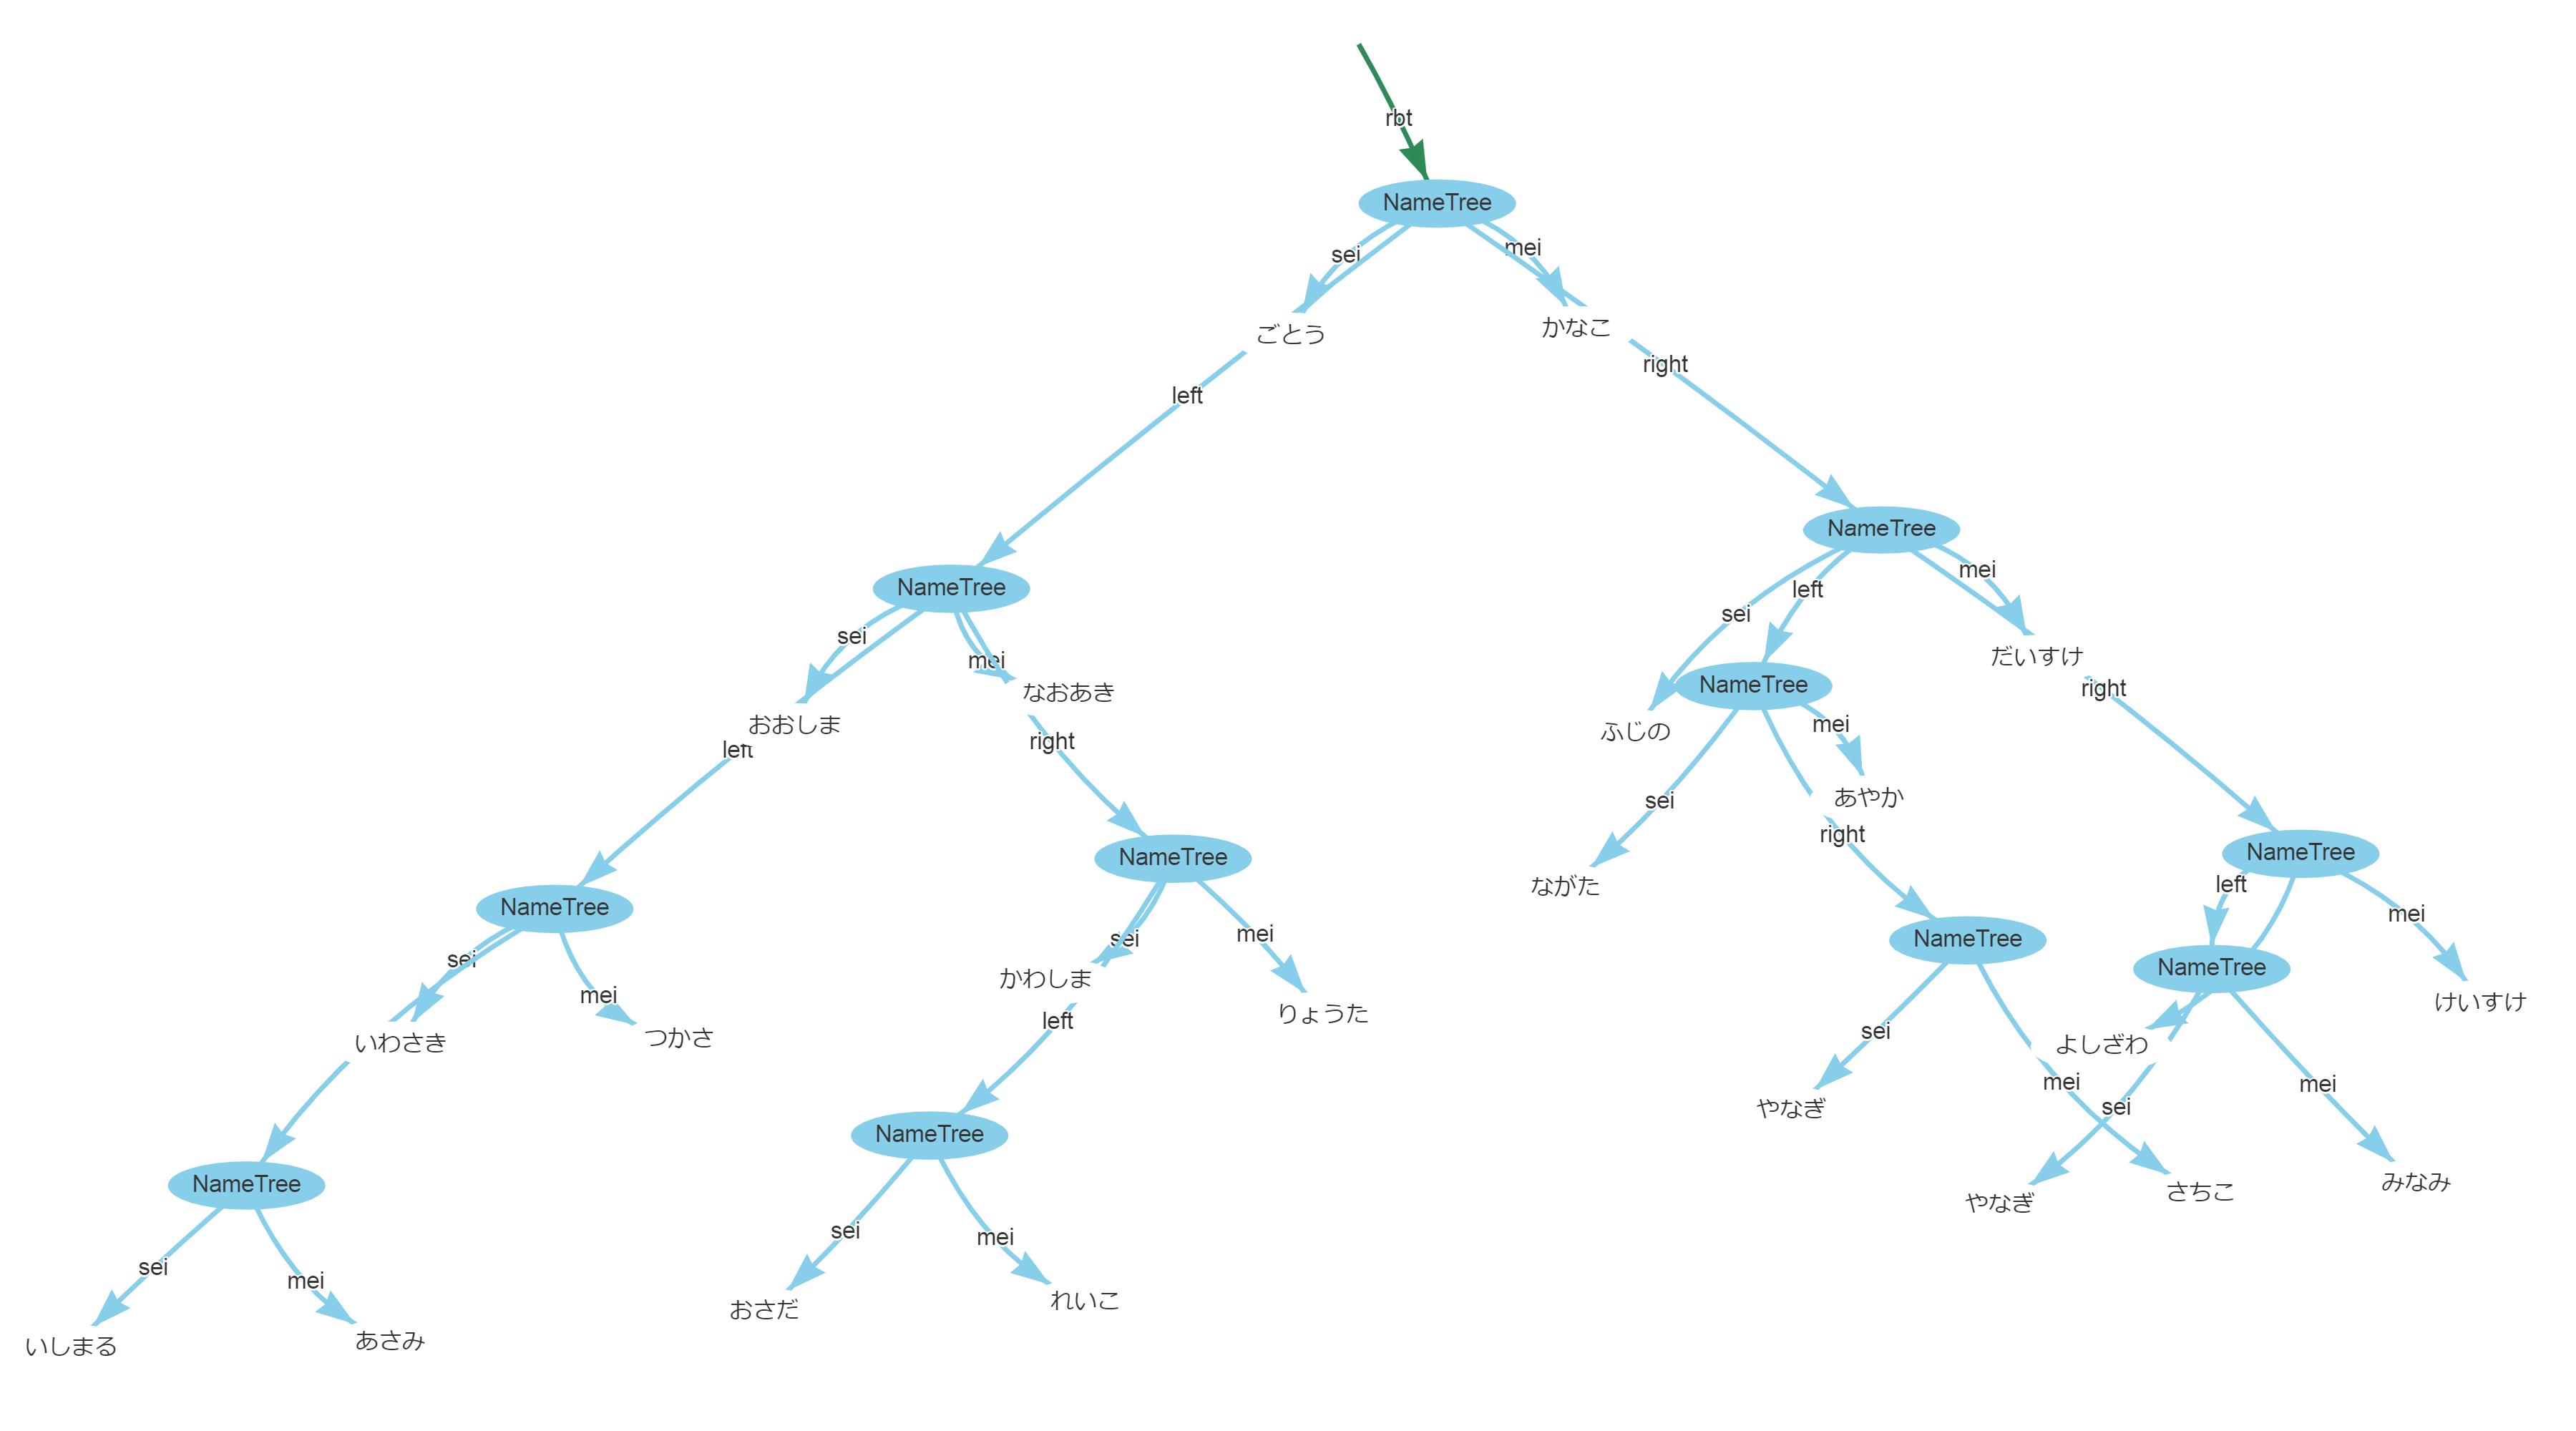 rbt
NameTree
sei
mei
ごとう
かなこ
right
left
NameTree
mei
NameTree
left
sei
sei
mei
だいすけ
NameTree
right
なおあき
おおしま
ふじの
mei
right
left
あやか
sei
right
NameTree
NameTree
ながた
left
NameTree
mei
mei
sei
NameTree
sei
NameTree
かわしま
mei
けいすけ
りょうた
left
sei
つかさ
いわさき
よしざわ
mei
mei
sei
やなぎ
NameTree
みなみ
NameTree
さちこ
やなぎ
sei
mei
sei
mei
れいこ
おさだ
あさみ
いしまる